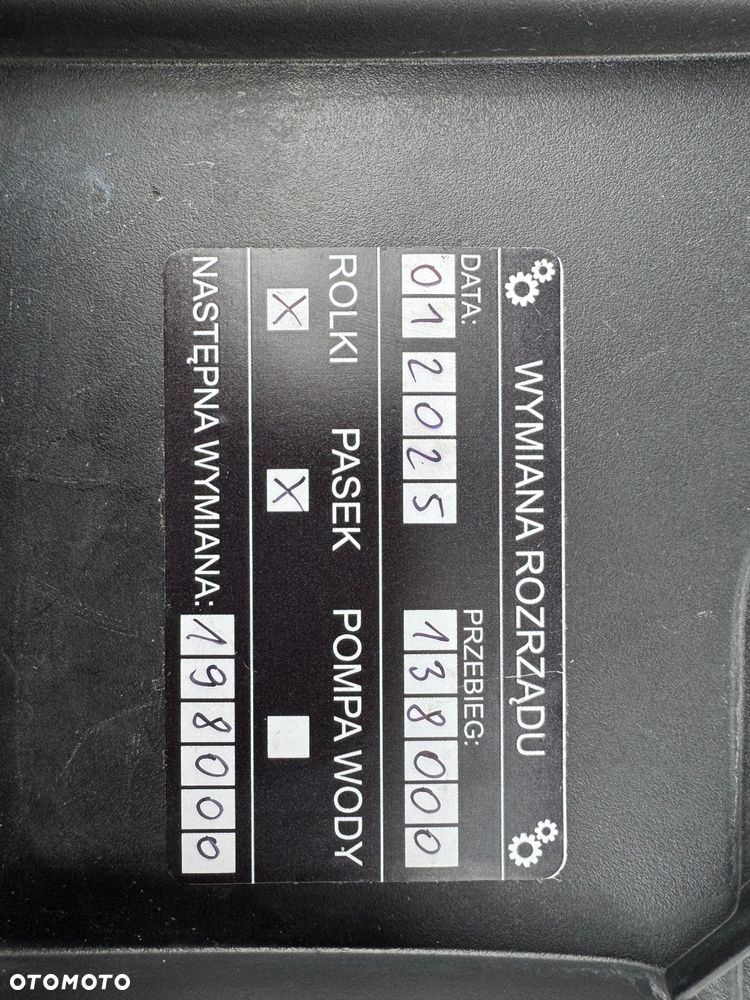 WYMIANA ROZRZĄDU
DATA: PRZEBIEG:
01 2025 138000
ROLKI PASEK POMPA WODY
X X
NASTĘPNA WYMIANA: 198000
OTOMOTO